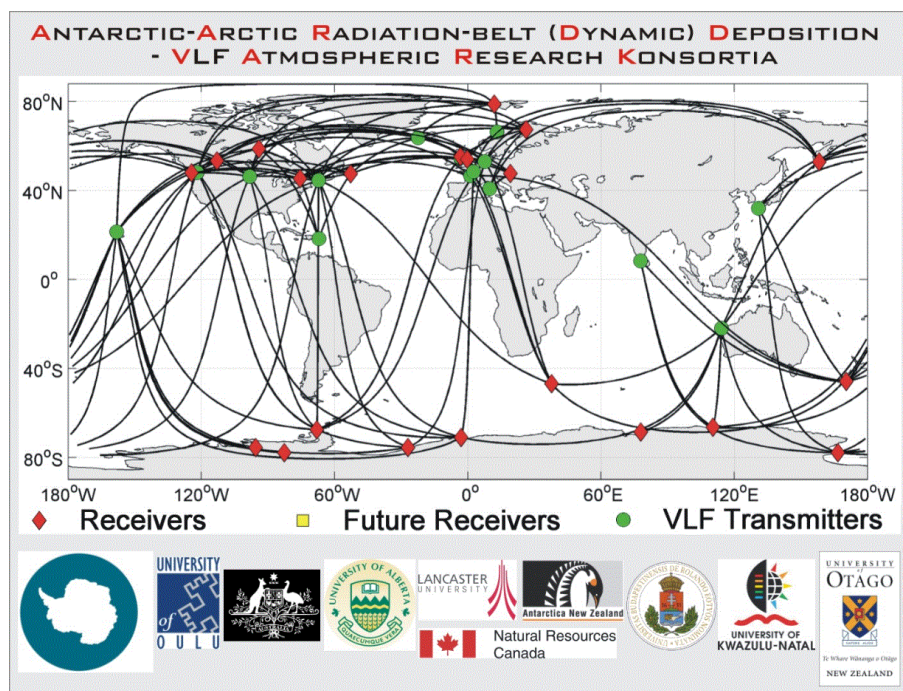 ANTARCTIC-ARCTIC RADIATION-BELT (DYNAMIC) DEPOSITION
- VLF ATMOSPHERIC RESEARCH KONSORTIA
80°N
40°N
0°
40°S
80°S
180°W 120°W 60°W 0° 60°E 120°E 180°W
Receivers Future Receivers VLF Transmitters
UNIVERSITY
of
OULU
AUSTRALIA
UNIVERSITY OF ALBERTA
QUAECUMQUE VERA
LANCASTER
UNIVERSITY
Antarctica New Zealand
Natural Resources
Canada
UNIVERSITY OF
KWAZULU-NATAL
UNIVERSITY
of
OTAGO
Te Whare Wānanga o Otāgo
NEW ZEALAND